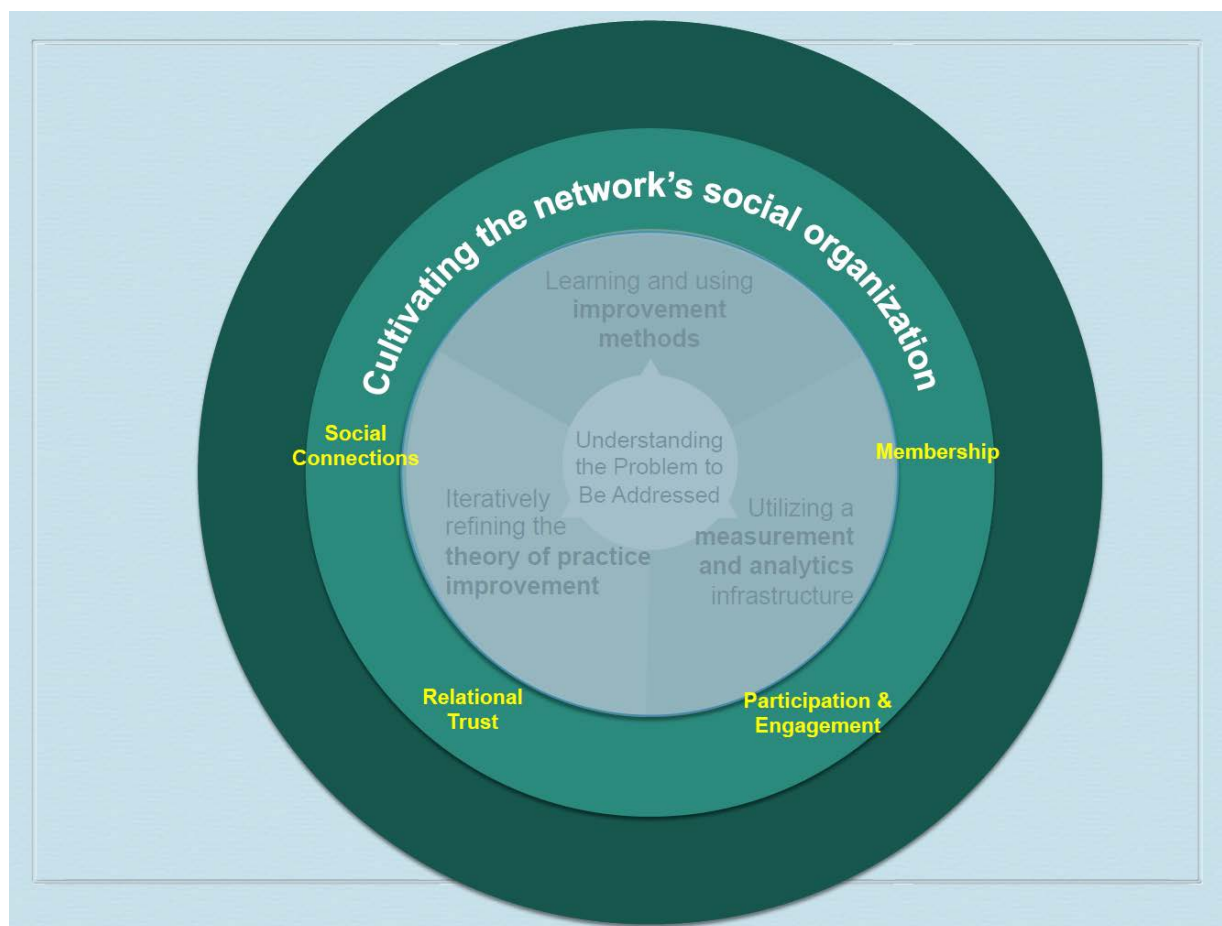 Cultivating the network's social organization
Learning and using
improvement
methods
Understanding
the Problem to
Be Addressed
Iteratively
refining the
theory of practice
improvement
Utilizing a
measurement
and analytics
infrastructure
Social
Connections
Membership
Relational
Trust
Participation &
Engagement